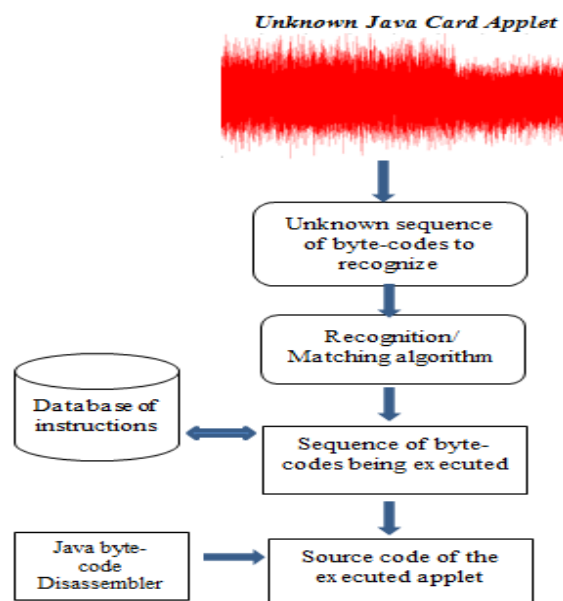 Unknown Java Card Applet
Unknown sequence
of byte-codes to
recognize
Recognition/
Matching algorithm
Database of
instructions
Sequence of byte-
codes being executed
Java byte-
code
Disassembler
Source code of the
executed applet